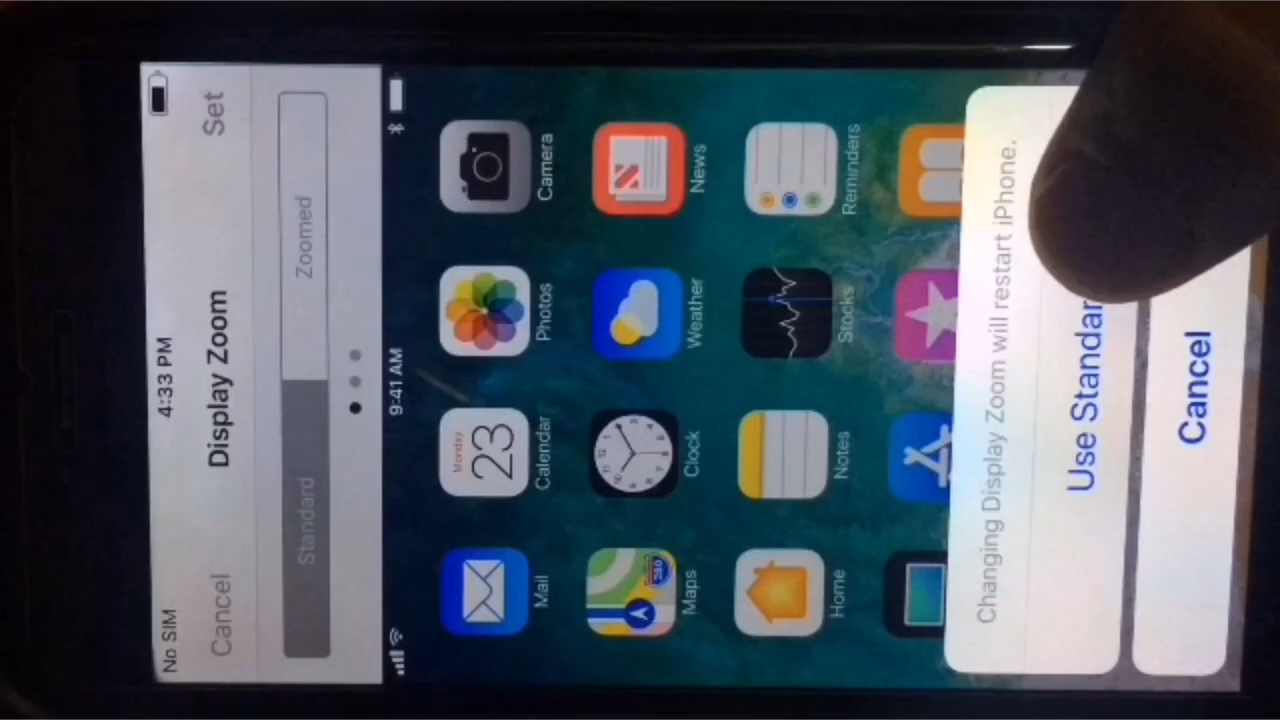 No SIM 4:33 PM
Cancel Display Zoom Set
Standard Zoomed
9:41 AM
Mail Monday 23 Calendar Photos Camera
280 Maps Clock Weather News
Home Notes Stocks Reminders
Changing Display Zoom will restart iPhone.
Use Standar
Cancel